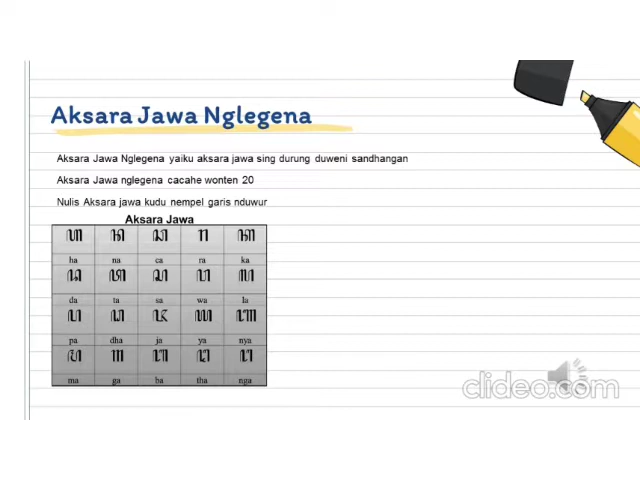 Aksara Jawa Nglegena
Aksara Jawa Nglegena yaiku aksara jawa sing durung duweni sandhangan
Aksara Jawa nglegena cacahe wonten 20
Nulis Aksara jawa kudu nempel garis nduwur
Aksara Jawa
ꦲ ꦤ ꦕ ꦫ ꦏ
ha na ca ra ka
ꦢ ꦠ ꦱ ꦮ ꦭ
da ta sa wa la
ꦥ ꦝ ꦗ ꦪ ꦚ
pa dha ja ya nya
ꦩ ꦒ ꦧ ꦛ ꦔ
ma ga ba tha nga
clideo.com